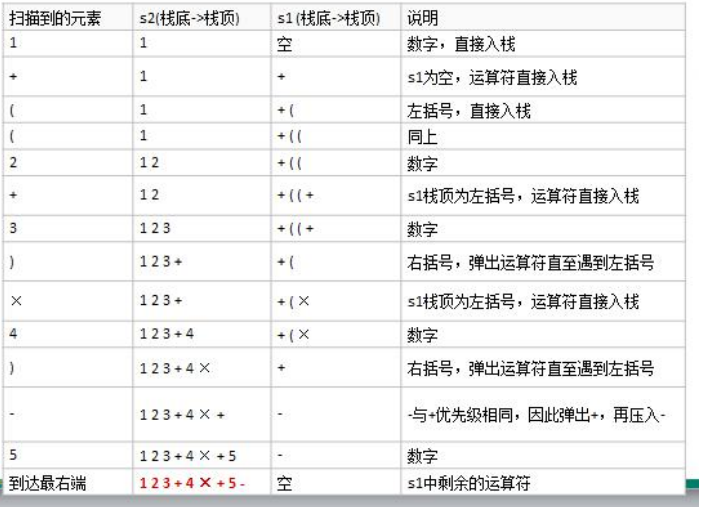 扫描到的元素 s2(栈底->栈顶) s1(栈底->栈顶) 说明
1 1 空 数字，直接入栈
+ 1 + s1为空，运算符直接入栈
( 1 +( 左括号，直接入栈
( 1 +(( 同上
2 1 2 +(( 数字
+ 1 2 +((+ s1栈顶为左括号，运算符直接入栈
3 1 2 3 +((+ 数字
) 1 2 3 + +( 右括号，弹出运算符直至遇到左括号
× 1 2 3 + +(× s1栈顶为左括号，运算符直接入栈
4 1 2 3 + 4 +(× 数字
) 1 2 3 + 4 × + 右括号，弹出运算符直至遇到左括号
- 1 2 3 + 4 × + - -与+优先级相同，因此弹出+，再压入-
5 1 2 3 + 4 × + 5 - 数字
到达最右端 1 2 3 + 4 × + 5 - 空 s1中剩余的运算符